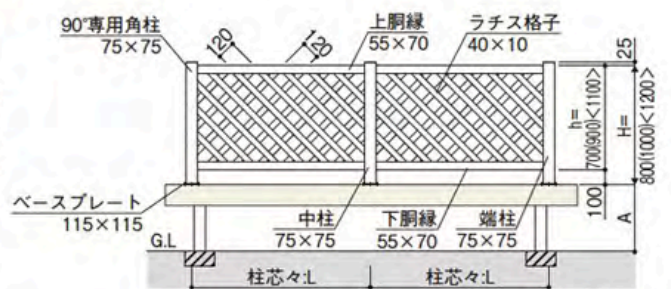 90°専用角柱
75×75
120
120
上胴縁
55×70
ラチス格子
40×10
25
h=
700(900)<1100>
H=
800(1000)<1200>
100
A
ベースプレート
115×115
中柱
75×75
下胴縁
55×70
端柱
75×75
G.L
柱芯々:L
柱芯々:L